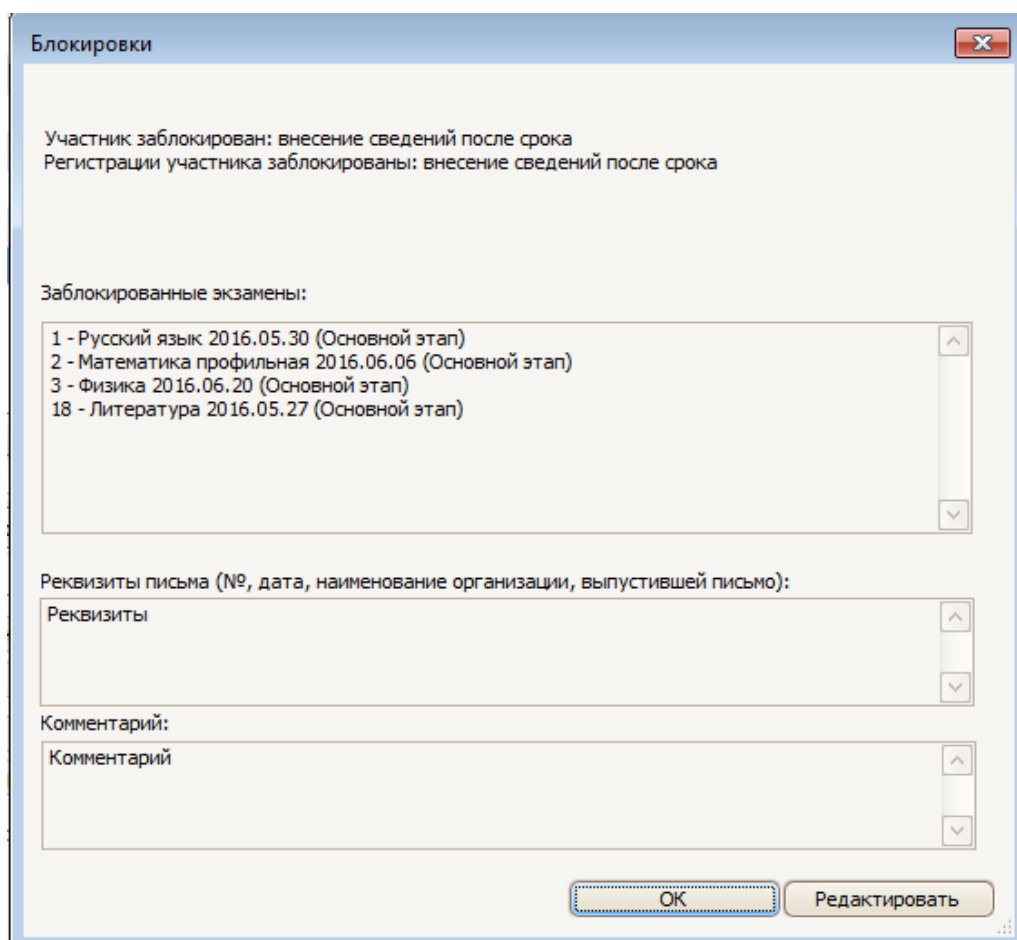 Блокировки
Участник заблокирован: внесение сведений после срока
Регистрации участника заблокированы: внесение сведений после срока
Заблокированные экзамены:
1 - Русский язык 2016.05.30 (Основной этап)
2 - Математика профильная 2016.06.06 (Основной этап)
3 - Физика 2016.06.20 (Основной этап)
18 - Литература 2016.05.27 (Основной этап)
Реквизиты письма (№, дата, наименование организации, выпустившей письмо):
Реквизиты
Комментарий:
Комментарий
ОК
Редактировать